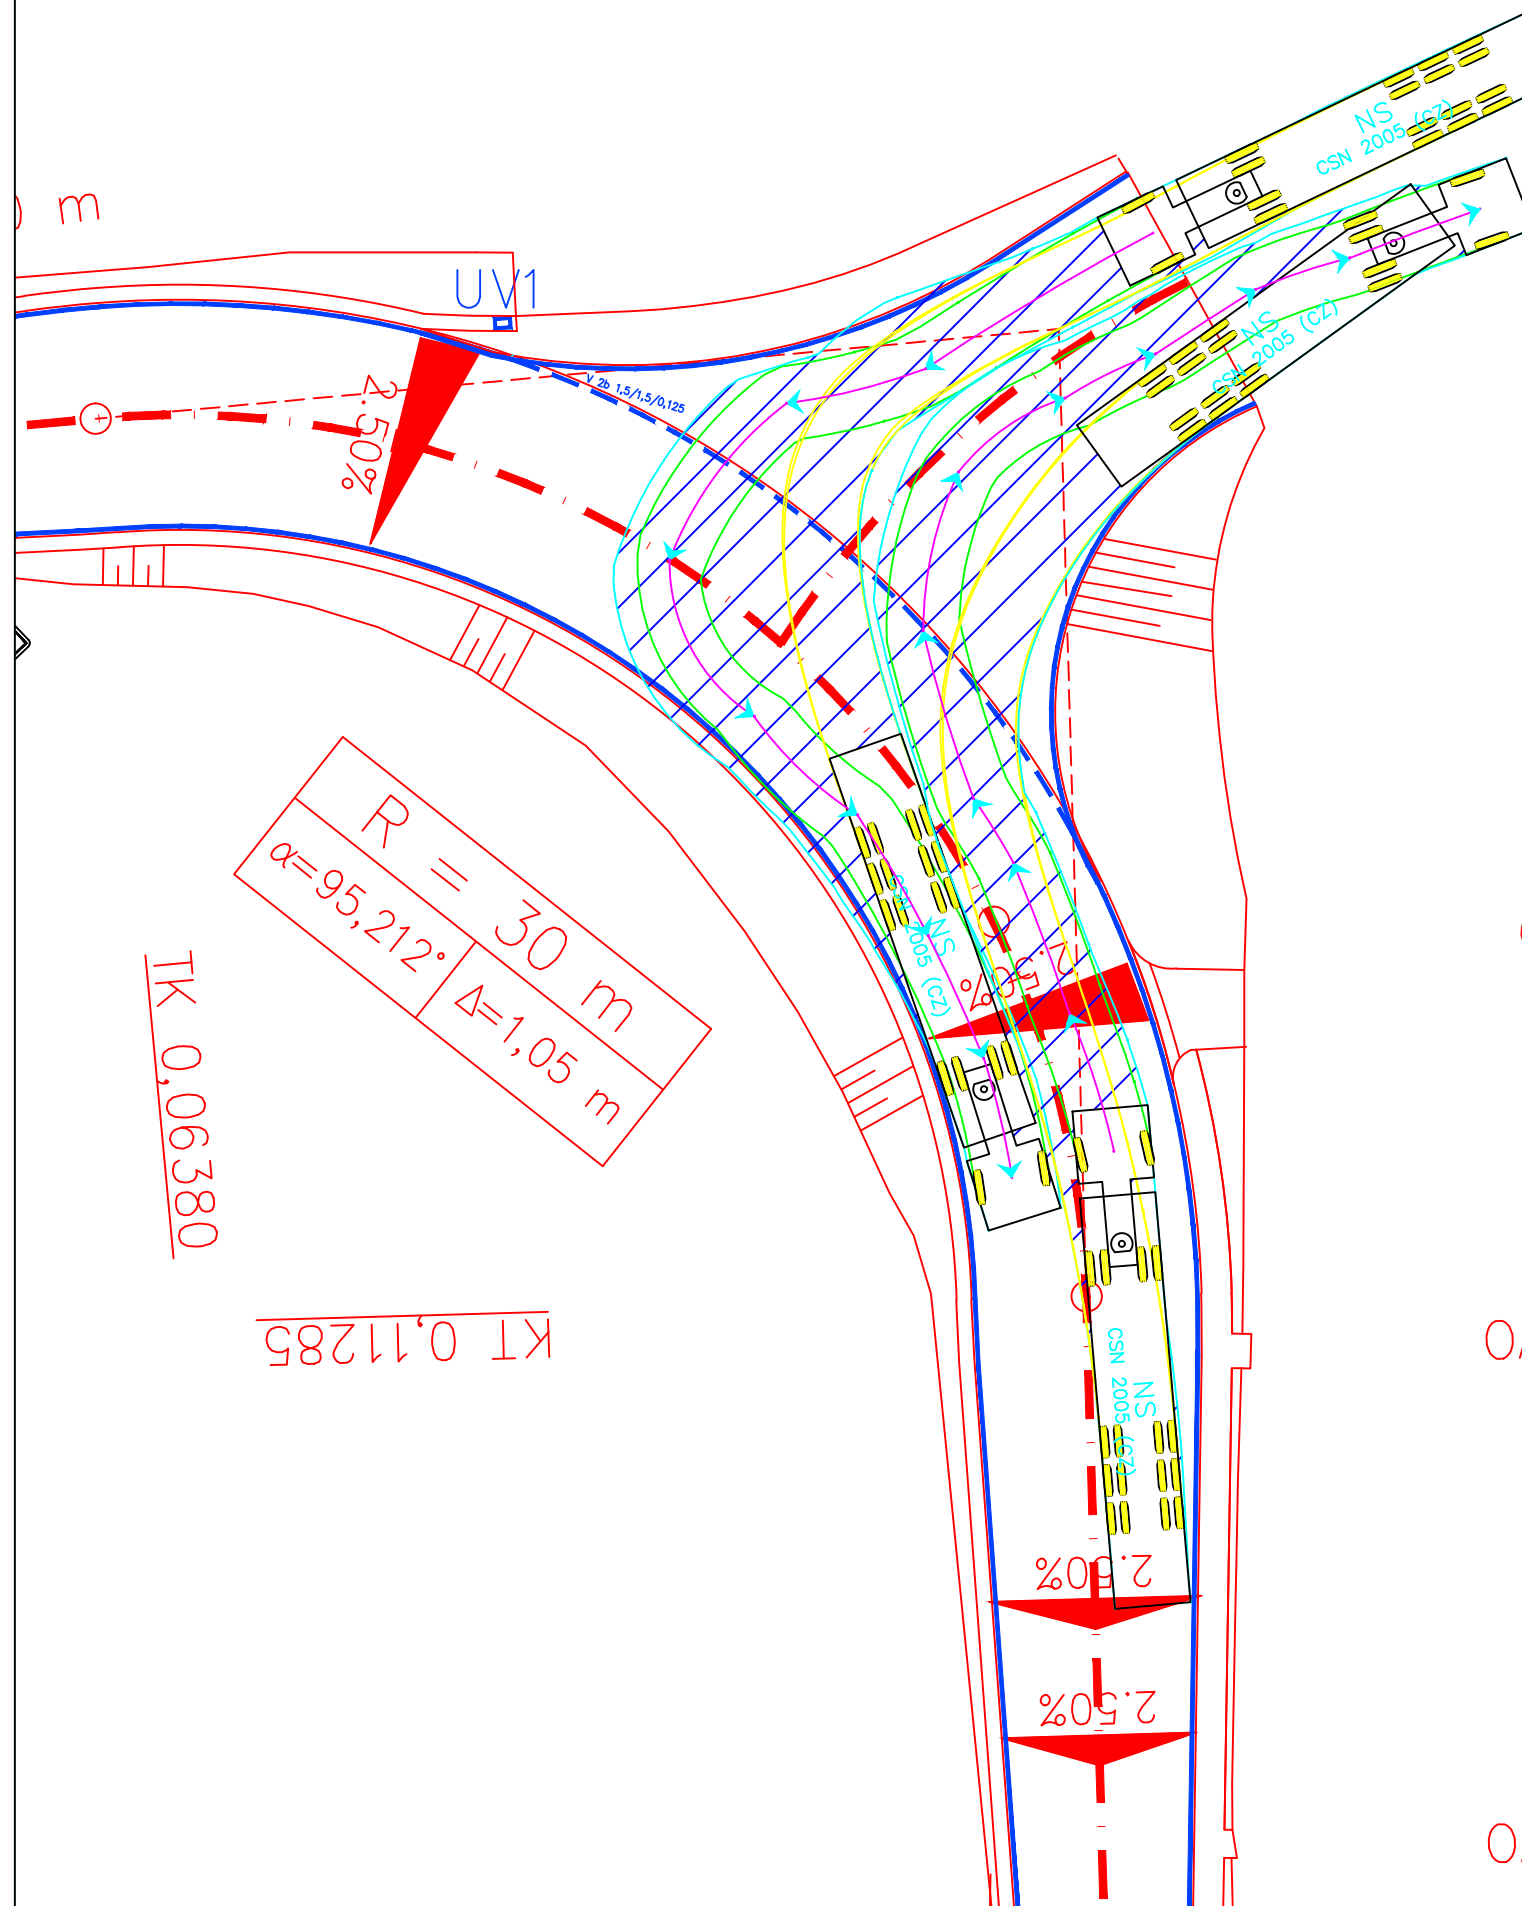 m
UV1
V 2b 1,5/1,5/0,125
2.50%
NS
CSN 2005 (CZ)
NS
CSN 2005 (CZ)
R = 30 m
α=95,212°
Δ=1,05 m
TK 0,06380
KT 0,11285
NS
CSN 2005 (CZ)
2.50%
NS
CSN 2005 (CZ)
2.50%
2.50%